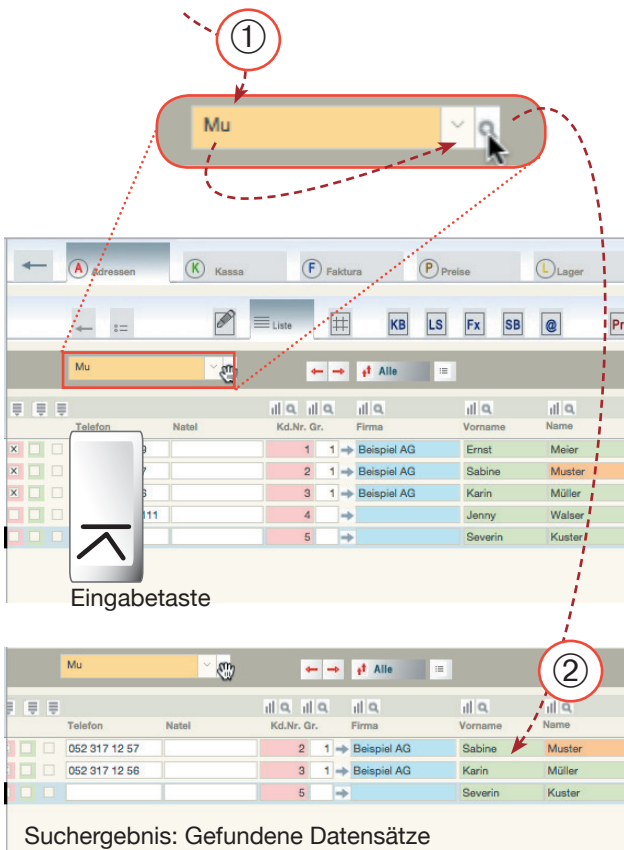 ①
Mu
A Adressen K Kassa F Faktura P Preise L Lager
Liste KB LS Fx SB @
Mu Alle
Telefon Natel Kd.Nr. Gr. Firma Vorname Name
1 1 Beispiel AG Ernst Meier
2 1 Beispiel AG Sabine Muster
3 1 Beispiel AG Karin Müller
111 4 Jenny Walser
5 Severin Kuster
Eingabetaste
②
Mu Alle
Telefon Natel Kd.Nr. Gr. Firma Vorname Name
052 317 12 57 2 1 Beispiel AG Sabine Muster
052 317 12 56 3 1 Beispiel AG Karin Müller
5 Severin Kuster
Suchergebnis: Gefundene Datensätze